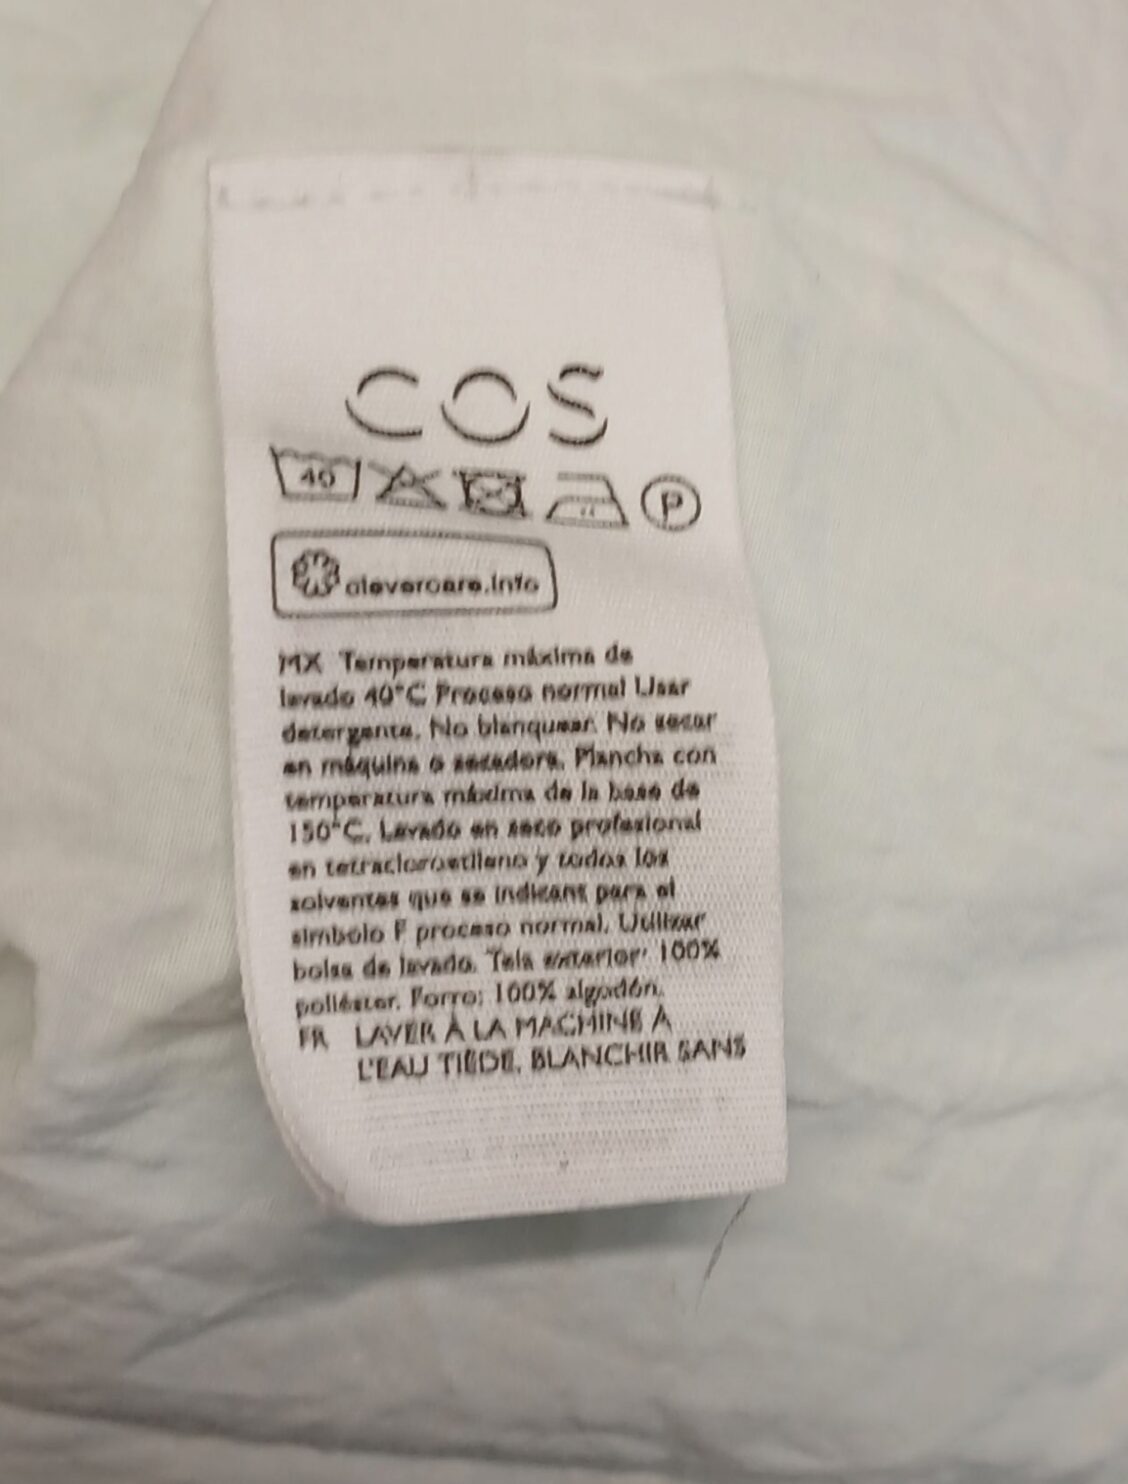 COS
40
P
clevercare.info
MX Temperatura máxima de
lavado 40°C Proceso normal Usar
detergente. No blanquear. No secar
en máquina o secadora. Plancha con
temperatura máxima de la base de
150°C. Lavado en seco profesional
en tetracloroetileno y todos los
solventes que se indicant para el
simbolo F proceso normal. Utilizar
bolsa de lavado. Tela exterior: 100%
poliéster. Forro: 100% algodón.
FR LAVER À LA MACHINE À
L'EAU TIÈDE. BLANCHIR SANS